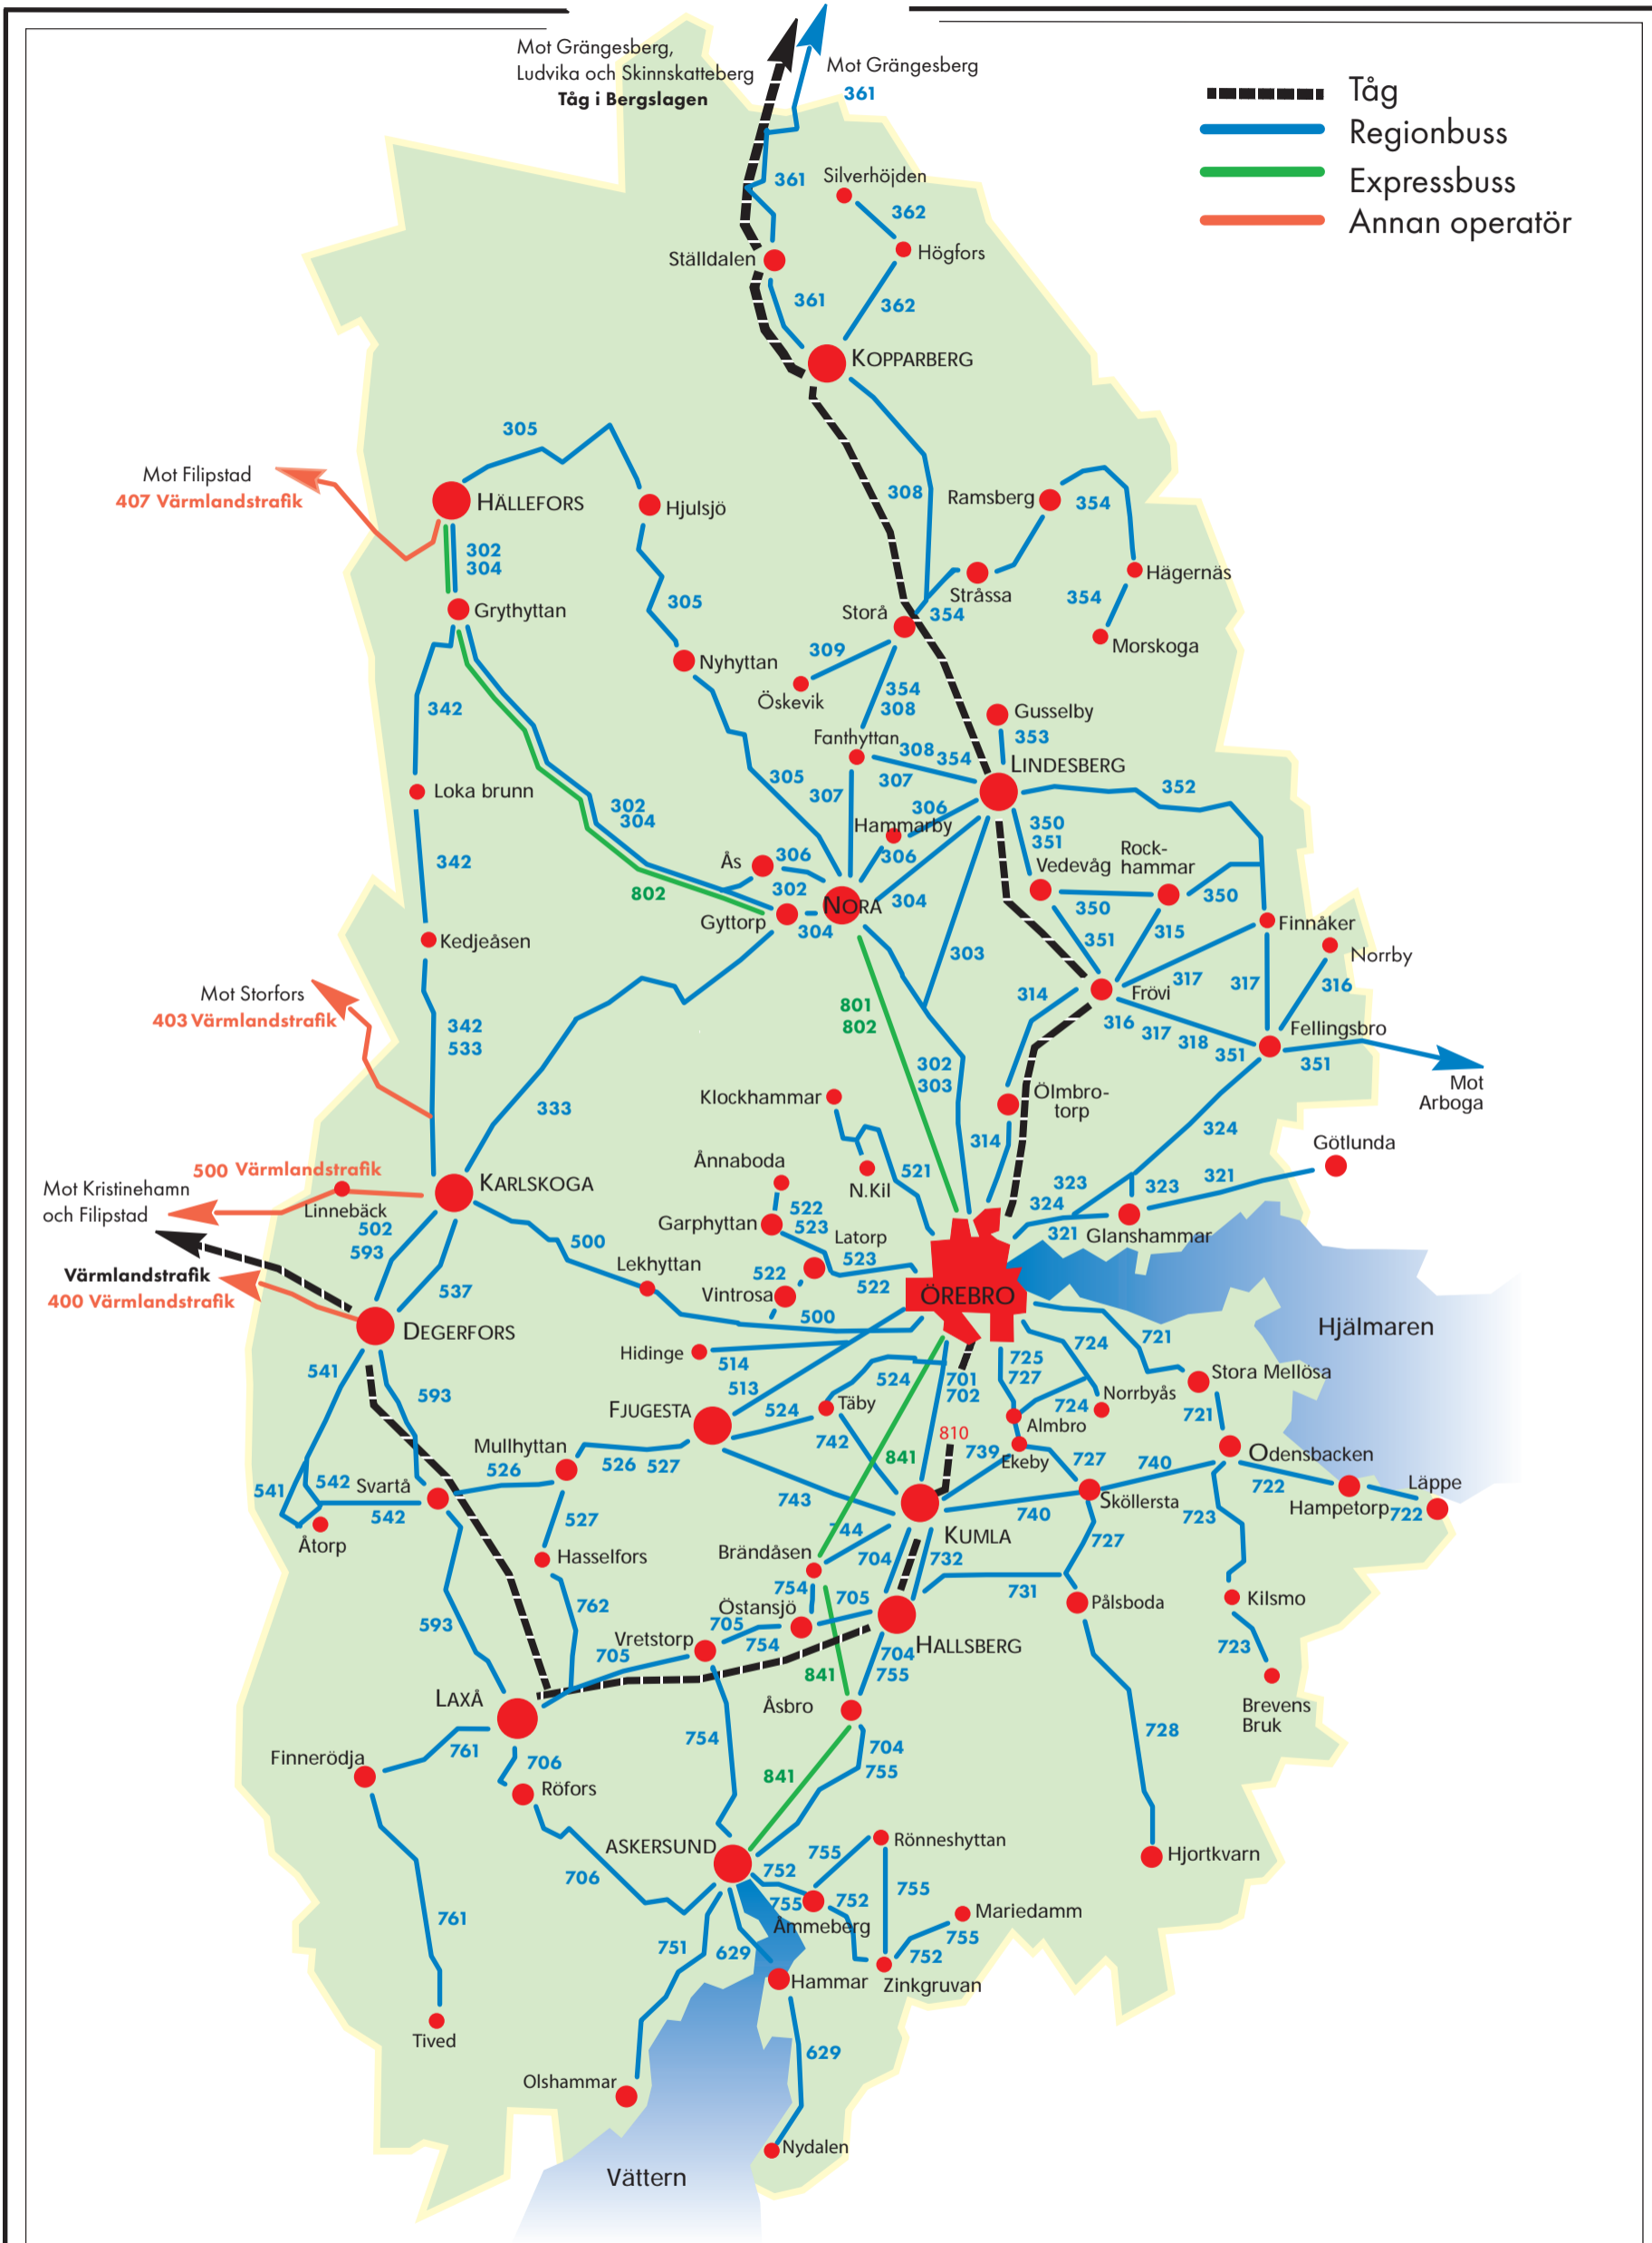 Mot Grängesberg,
Ludvika och Skinnskatteberg
Tåg i Bergslagen
Mot Grängesberg
361
Tåg
Regionbuss
Expressbuss
Annan operatör
361
Silverhöjden
362
Högfors
Ställdalen
361
362
KOPPARBERG
305
Mot Filipstad
407 Värmlandstrafik
HÄLLEFORS
Hjulsjö
308
Ramsberg
354
302
304
Hägernäs
Stråssa
Grythyttan
305
Storå
354
354
Morskoga
309
Nyhyttan
Öskevik
354
308
342
Gusselby
353
Fanthyttan
308
354
LINDESBERG
307
305
307
352
Loka brunn
302
304
306
Hammarby
350
351
Rock-
hammar
342
Ås
306
306
Vedevåg
802
302
NORA
304
350
350
Gyttorp
304
Finnåker
Kedjeåsen
351
315
Norrby
303
317
317
316
Mot Storfors
403 Värmlandstrafik
801
802
314
Frövi
316
317
318
351
Fellingsbro
351
342
533
302
303
Mot
Arboga
Klockhammar
Ölmbro-
torp
333
314
324
Götlunda
500 Värmlandstrafik
Ånnaboda
521
N.Kil
323
323
321
Mot Kristinehamn
och Filipstad
Linnebäck
KARLSKOGA
522
523
324
Garphyttan
321
Glanshammar
502
593
500
Latorp
523
Lekhyttan
522
522
Värmlandstrafik
400 Värmlandstrafik
537
Vintrosa
ÖREBRO
500
DEGERFORS
Hjälmaren
Hidinge
514
725
727
724
721
541
593
513
524
701
702
Stora Mellösa
Norrbyås
724
FJUGESTA
524
Täby
721
Almbro
742
810
739
Mullhyttan
841
Ekeby
727
740
Odensbacken
526
526
527
542
Svartå
541
722
Läppe
743
Sköllersta
Hampetorp
722
542
740
723
Åtorp
527
744
KUMLA
727
Brändåsen
Hasselfors
704
732
754
731
762
705
Pålsboda
Kilsmo
Östansjö
593
705
Vretstorp
754
HALLSBERG
723
705
704
755
841
LAXÅ
Åsbro
Brevens
Bruk
754
728
Finnerödja
761
706
704
755
Röfors
841
ASKERSUND
Rönneshyttan
755
Hjortkvarn
752
706
755
752
755
Mariedamm
761
Åmmeberg
755
751
629
752
Hammar
Zinkgruvan
Tived
629
Olshammar
Nydalen
Vättern